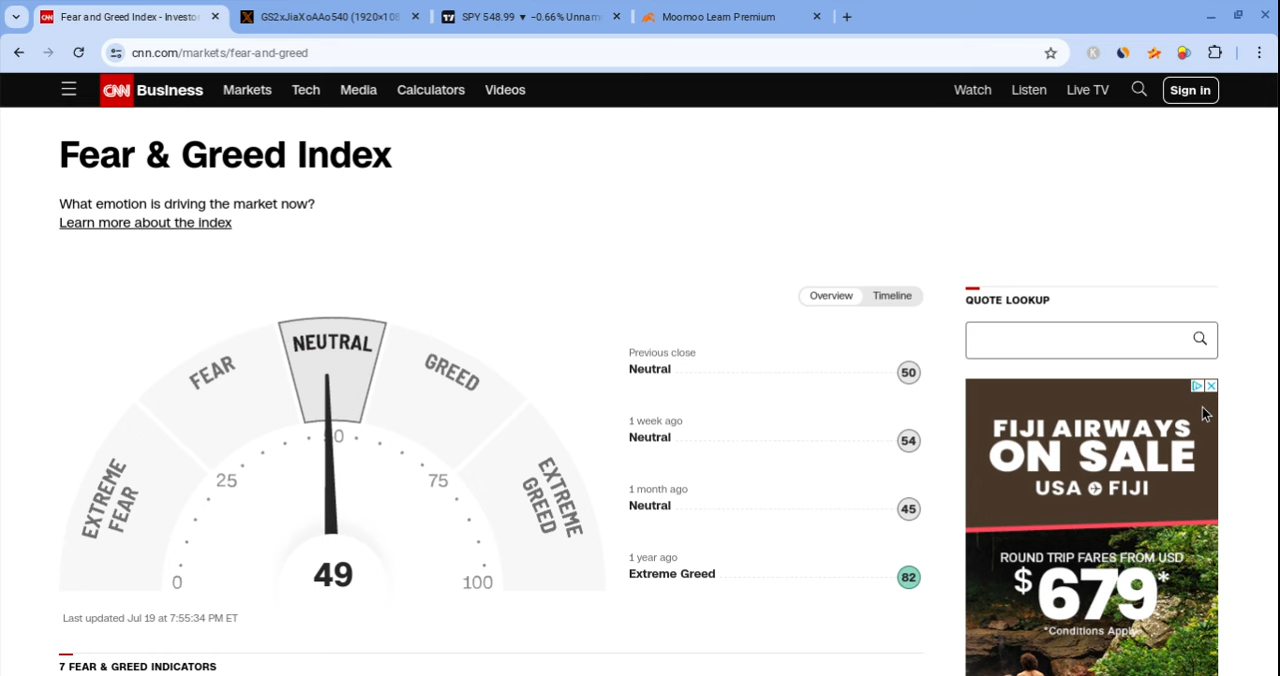 Fear and Greed Index - Investo
GS2xJiaXoAAo540 (1920×108
SPY 548.99 ▼ −0.66% Unnam
Moomoo Learn Premium
cnn.com/markets/fear-and-greed
CNN Business Markets Tech Media Calculators Videos Watch Listen Live TV Sign in
Fear & Greed Index
What emotion is driving the market now?
Learn more about the index
Overview Timeline
EXTREME FEAR
FEAR
NEUTRAL
GREED
EXTREME GREED
0
25
50
75
100
49
Last updated Jul 19 at 7:55:34 PM ET
Previous close
Neutral 50
1 week ago
Neutral 54
1 month ago
Neutral 45
1 year ago
Extreme Greed 82
7 FEAR & GREED INDICATORS
QUOTE LOOKUP
FIJI AIRWAYS
ON SALE
USA FIJI
ROUND TRIP FARES FROM USD
$679*
*Conditions Apply